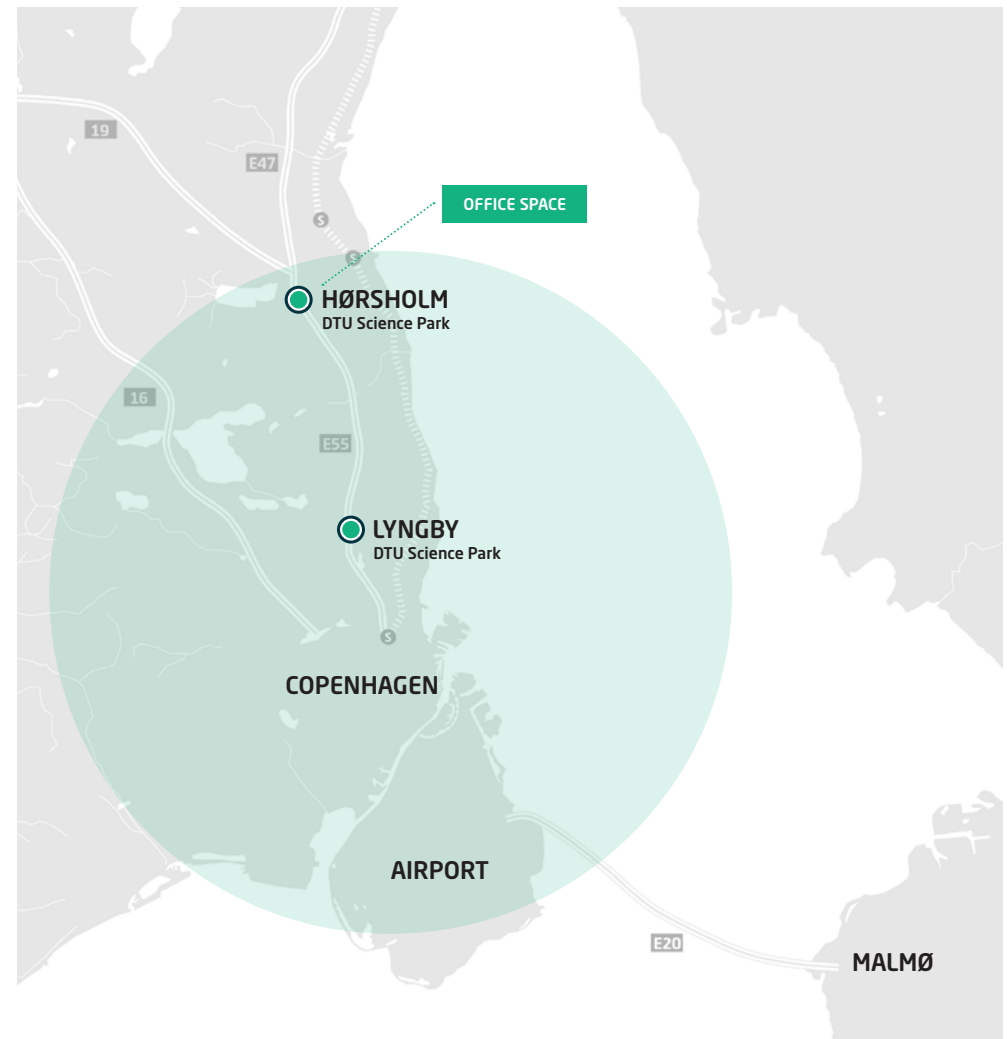 19
E47
OFFICE SPACE
S
S
HØRSHOLM
DTU Science Park
16
E55
LYNGBY
DTU Science Park
S
COPENHAGEN
AIRPORT
E20
MALMØ